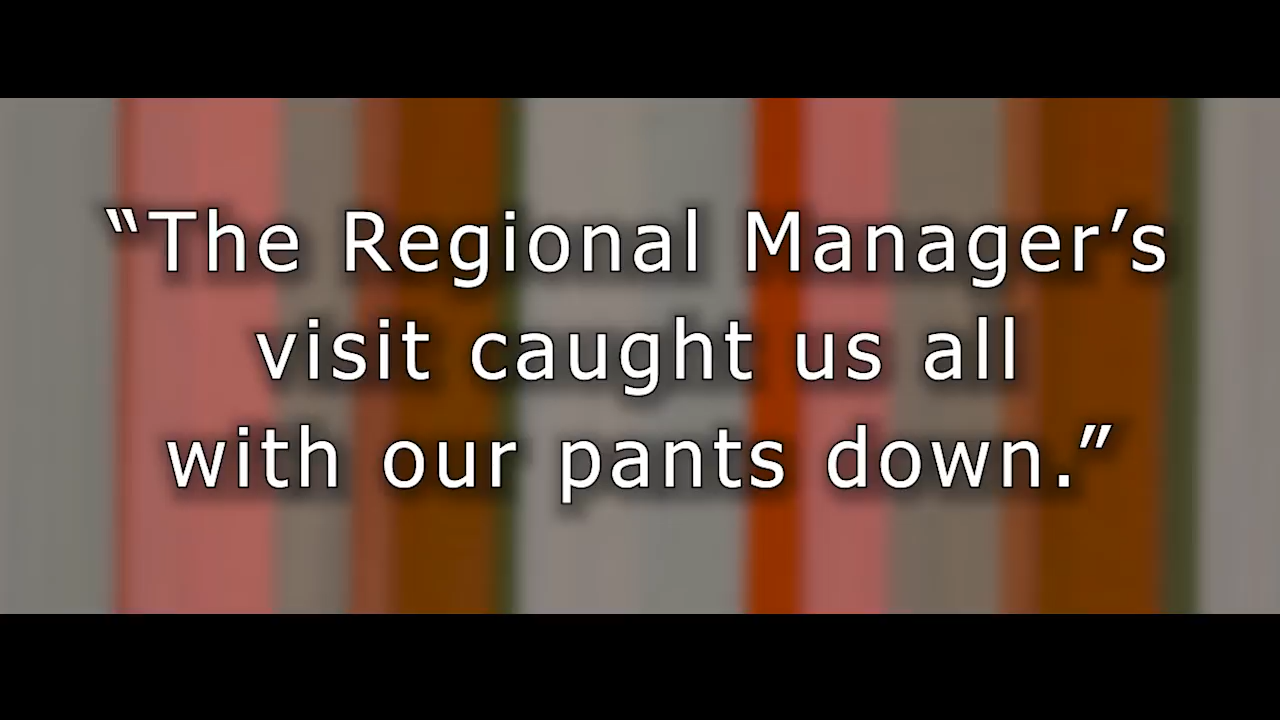 “The Regional Manager’s
visit caught us all
with our pants down.”